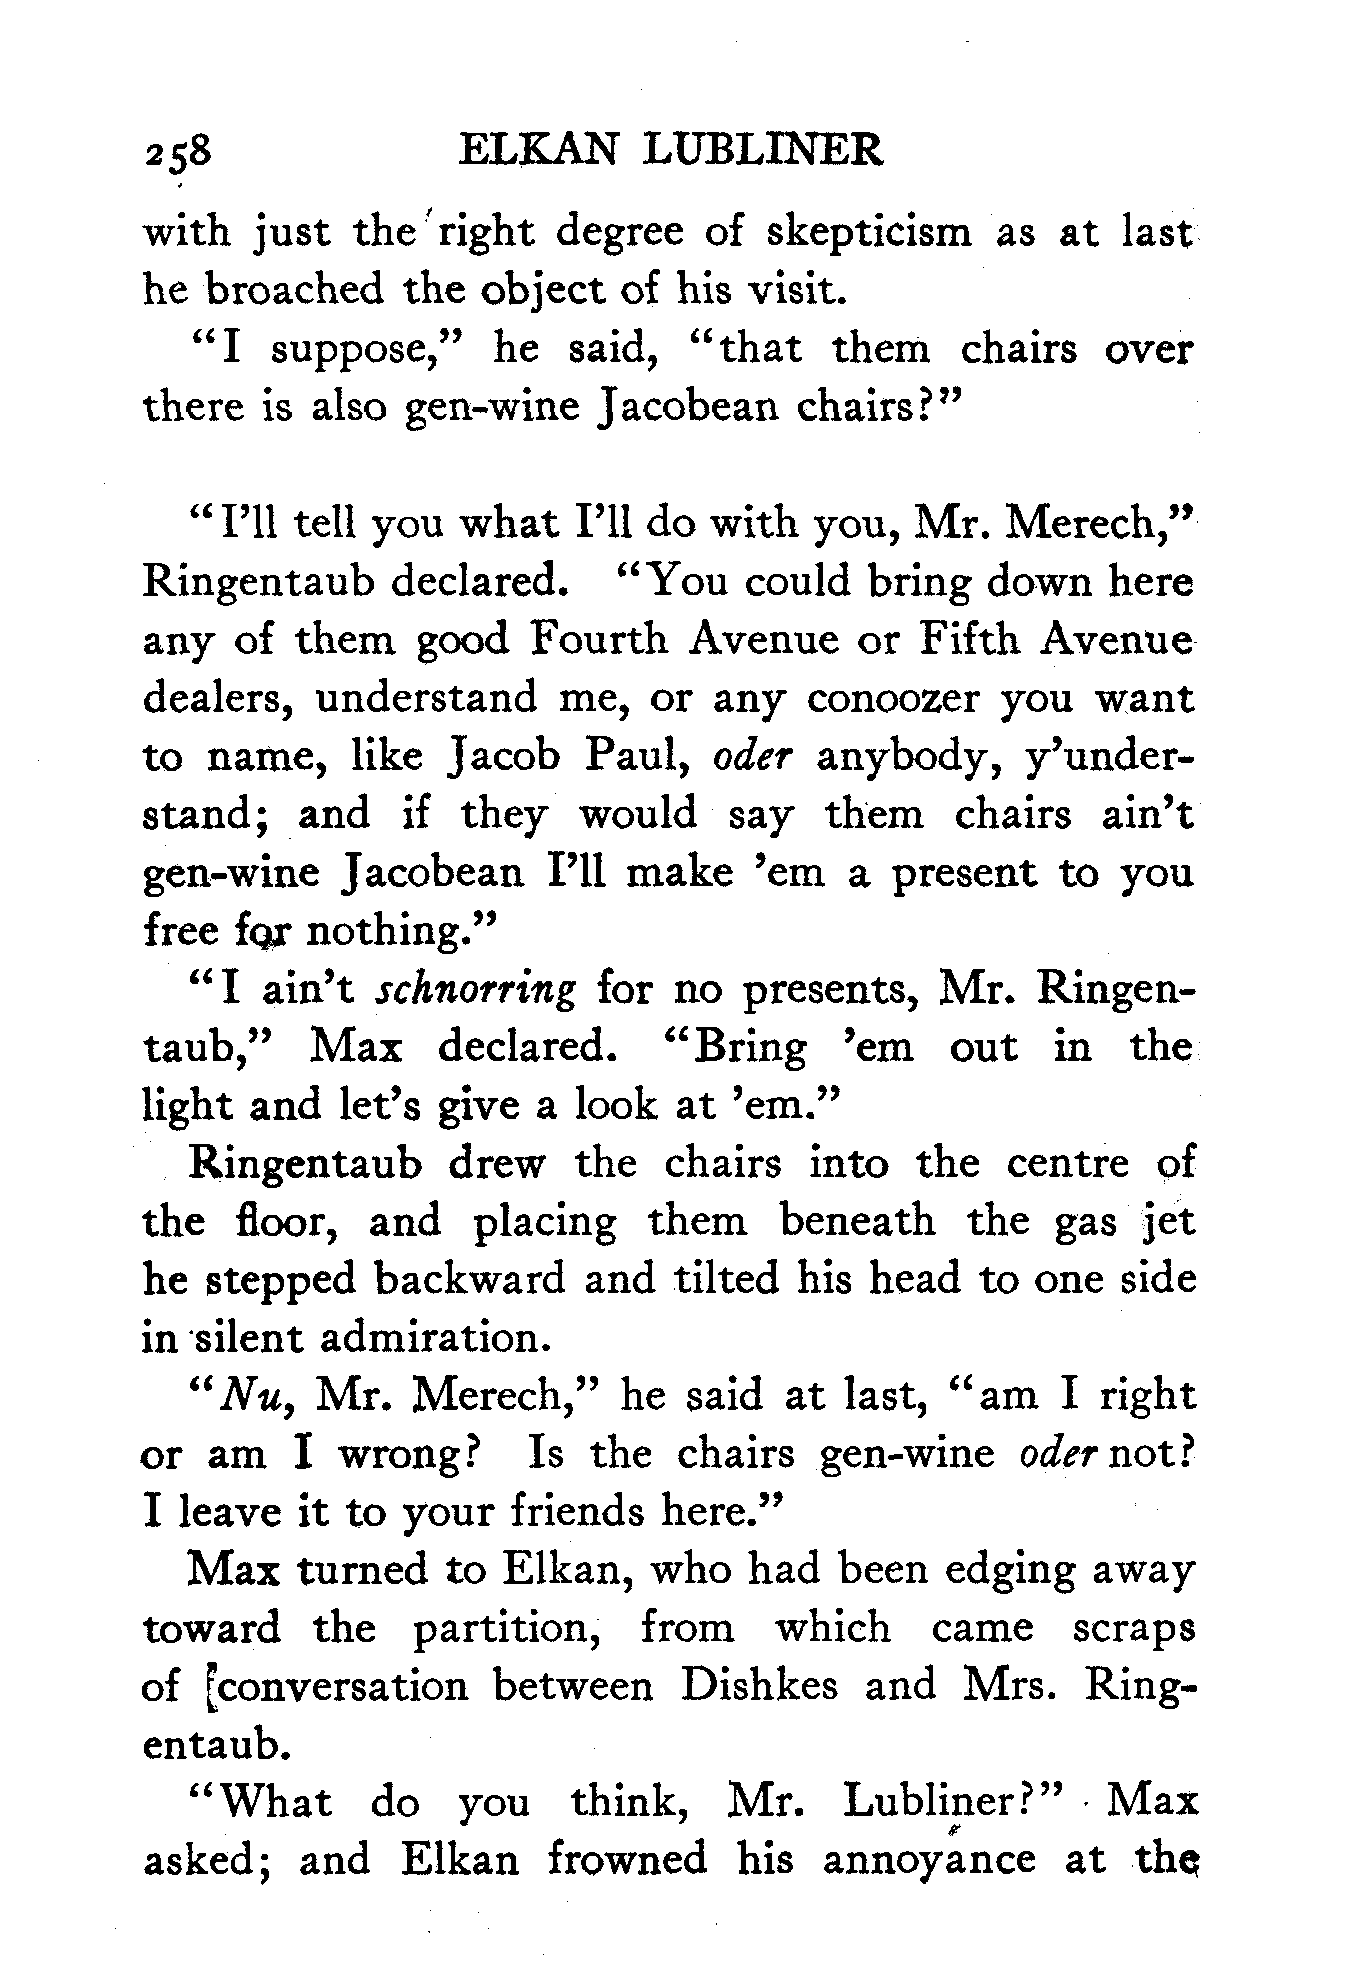 258 ELKAN LUBLINER
with just the right degree of skepticism as at last
he broached the object of his visit.
"I suppose," he said, "that them chairs over
there is also gen-wine Jacobean chairs?"
"I'll tell you what I'll do with you, Mr. Merech,"
Ringentaub declared. "You could bring down here
any of them good Fourth Avenue or Fifth Avenue
dealers, understand me, or any conoozer you want
to name, like Jacob Paul, oder anybody, y'under-
stand; and if they would say them chairs ain't
gen-wine Jacobean I'll make 'em a present to you
free for nothing."
"I ain't schnorring for no presents, Mr. Ringen-
taub," Max declared. "Bring 'em out in the
light and let's give a look at 'em."
Ringentaub drew the chairs into the centre of
the floor, and placing them beneath the gas jet
he stepped backward and tilted his head to one side
in silent admiration.
"Nu, Mr. Merech," he said at last, "am I right
or am I wrong? Is the chairs gen-wine oder not?
I leave it to your friends here."
Max turned to Elkan, who had been edging away
toward the partition, from which came scraps
of [conversation between Dishkes and Mrs. Ring-
entaub.
"What do you think, Mr. Lubliner?" Max
asked; and Elkan frowned his annoyance at the